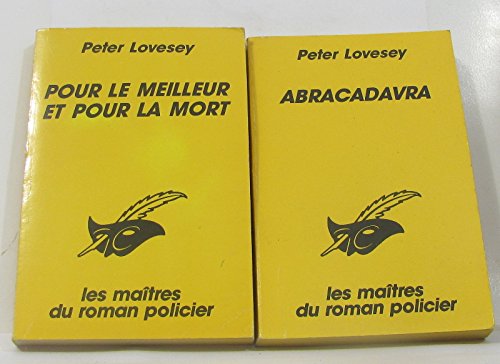 Peter Lovesey
POUR LE MEILLEUR
ET POUR LA MORT
les maîtres
du roman policier
Peter Lovesey
ABRACADAVRA
les maîtres
du roman policier